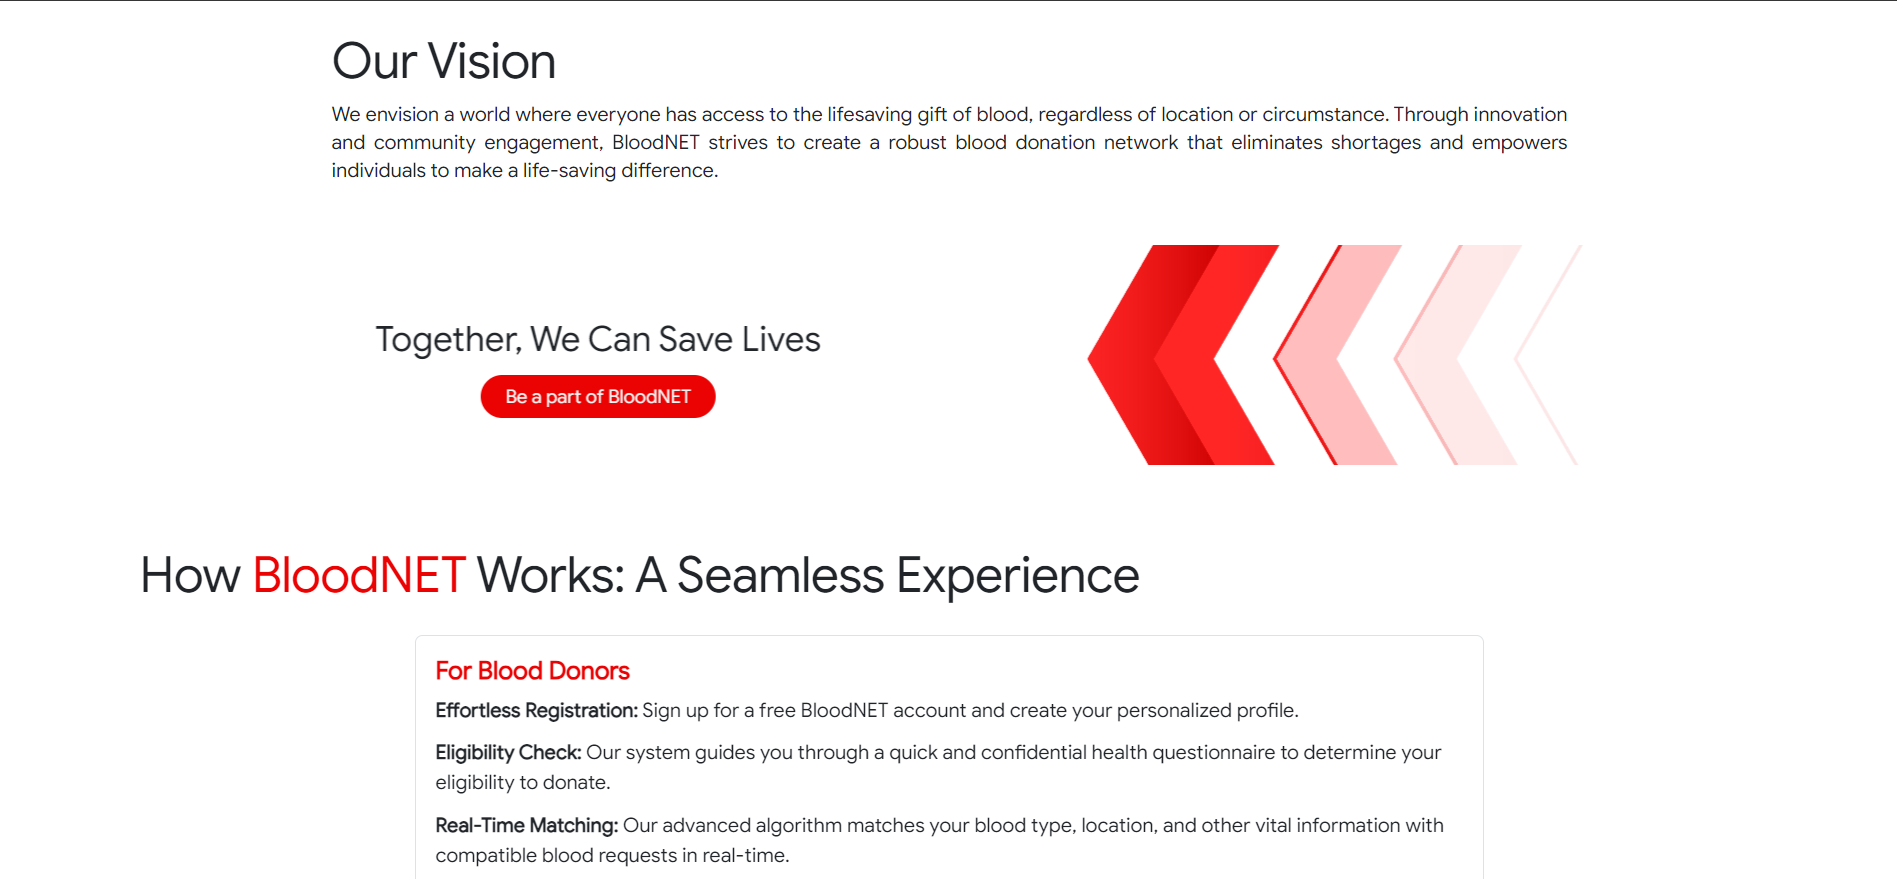 Our Vision
We envision a world where everyone has access to the lifesaving gift of blood, regardless of location or circumstance. Through innovation
and community engagement, BloodNET strives to create a robust blood donation network that eliminates shortages and empowers
individuals to make a life-saving difference.
Together, We Can Save Lives
Be a part of BloodNET
How BloodNET Works: A Seamless Experience
For Blood Donors
Effortless Registration: Sign up for a free BloodNET account and create your personalized profile.
Eligibility Check: Our system guides you through a quick and confidential health questionnaire to determine your
eligibility to donate.
Real-Time Matching: Our advanced algorithm matches your blood type, location, and other vital information with
compatible blood requests in real-time.